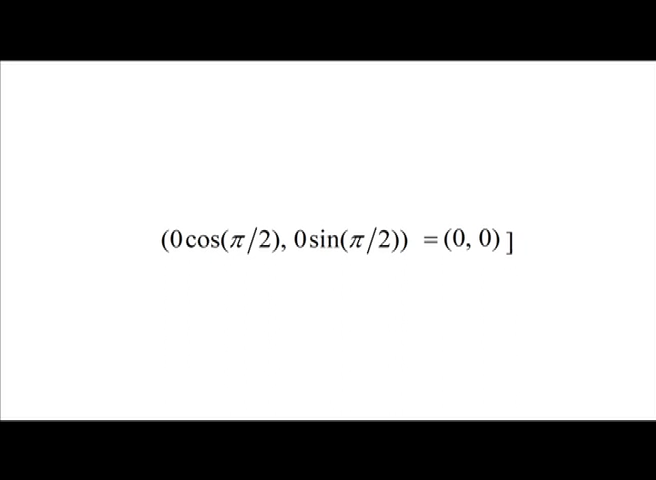 (0cos(π/2), 0sin(π/2)) = (0, 0) ]